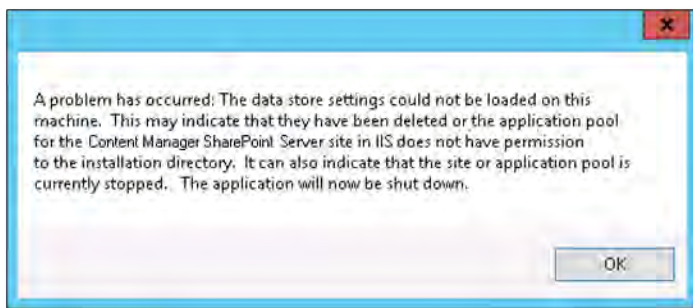 A problem has occurred: The data store settings could not be loaded on this
machine. This may indicate that they have been deleted or the application pool
for the Content Manager SharePoint Server site in IIS does not have permission
to the installation directory. It can also indicate that the site or application pool is
currently stopped. The application will now be shut down.
OK